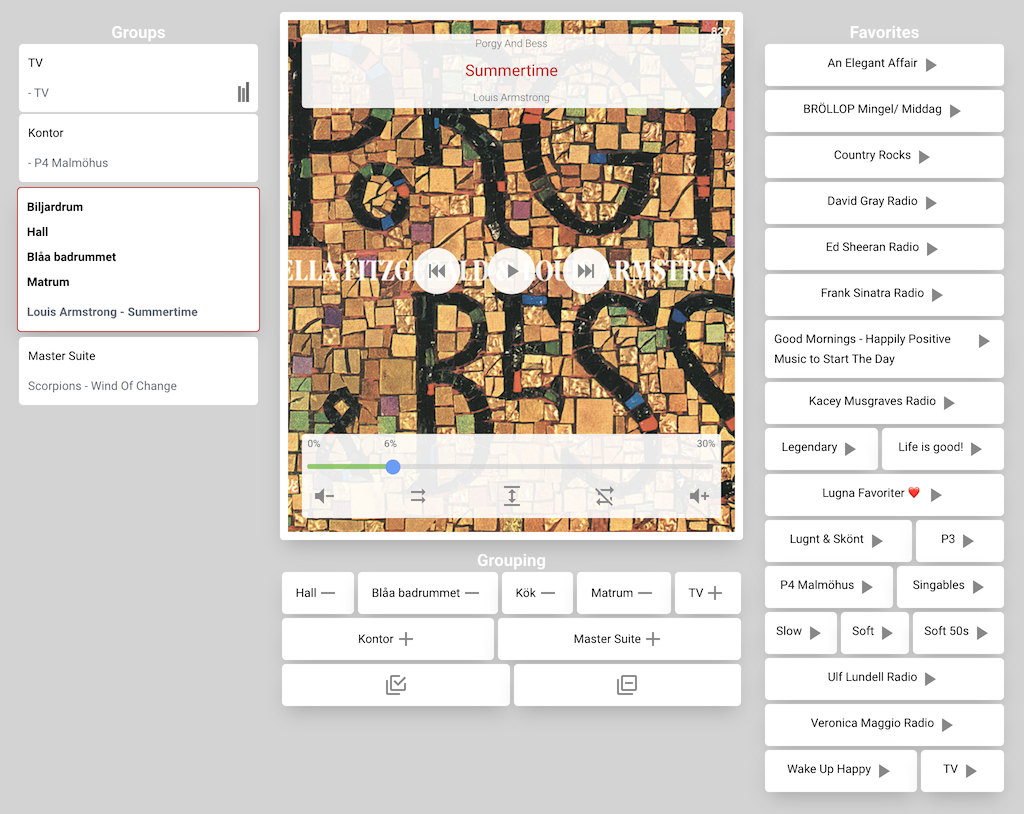 Groups
TV
- TV
Kontor
- P4 Malmöhus
Biljardrum
Hall
Blåa badrummet
Matrum
Louis Armstrong - Summertime
Master Suite
Scorpions - Wind Of Change
Porgy And Bess
Summertime
Louis Armstrong
0%
6%
30%
Grouping
Hall
Blåa badrummet
Kök
Matrum
TV
Kontor
Master Suite
Favorites
An Elegant Affair
BRÖLLOP Mingel/ Middag
Country Rocks
David Gray Radio
Ed Sheeran Radio
Frank Sinatra Radio
Good Mornings - Happily Positive
Music to Start The Day
Kacey Musgraves Radio
Legendary
Life is good!
Lugna Favoriter ❤️
Lugnt & Skönt
P3
P4 Malmöhus
Singables
Slow
Soft
Soft 50s
Ulf Lundell Radio
Veronica Maggio Radio
Wake Up Happy
TV